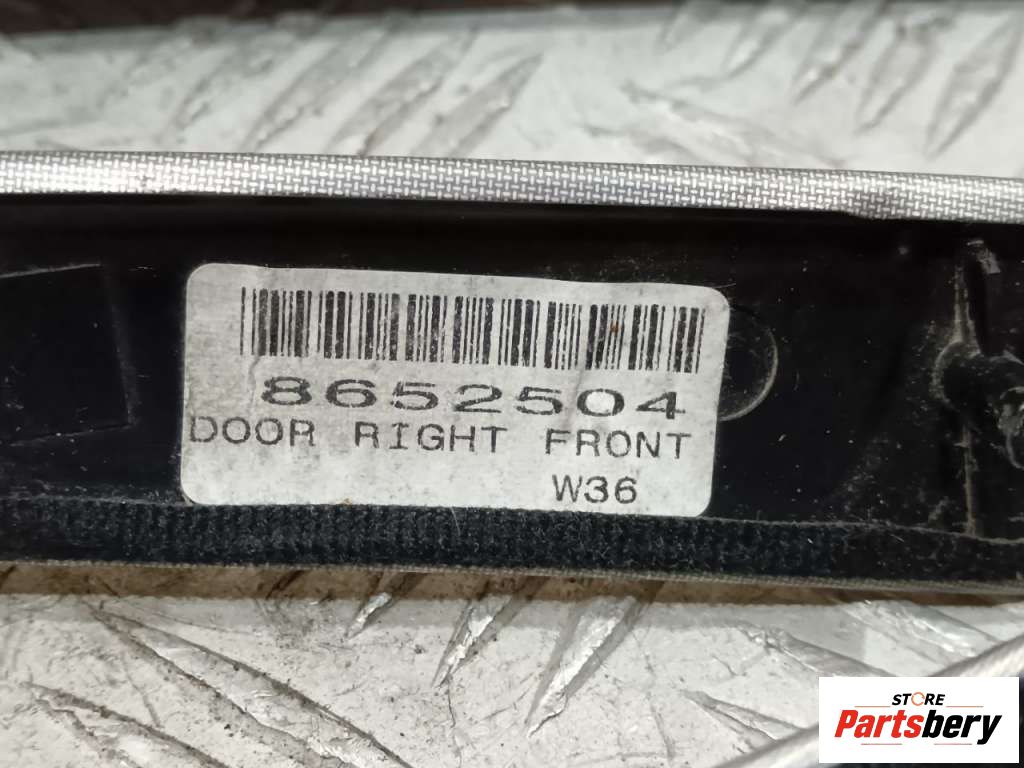 8652504
DOOR RIGHT FRONT
W36
STORE
Partsbery